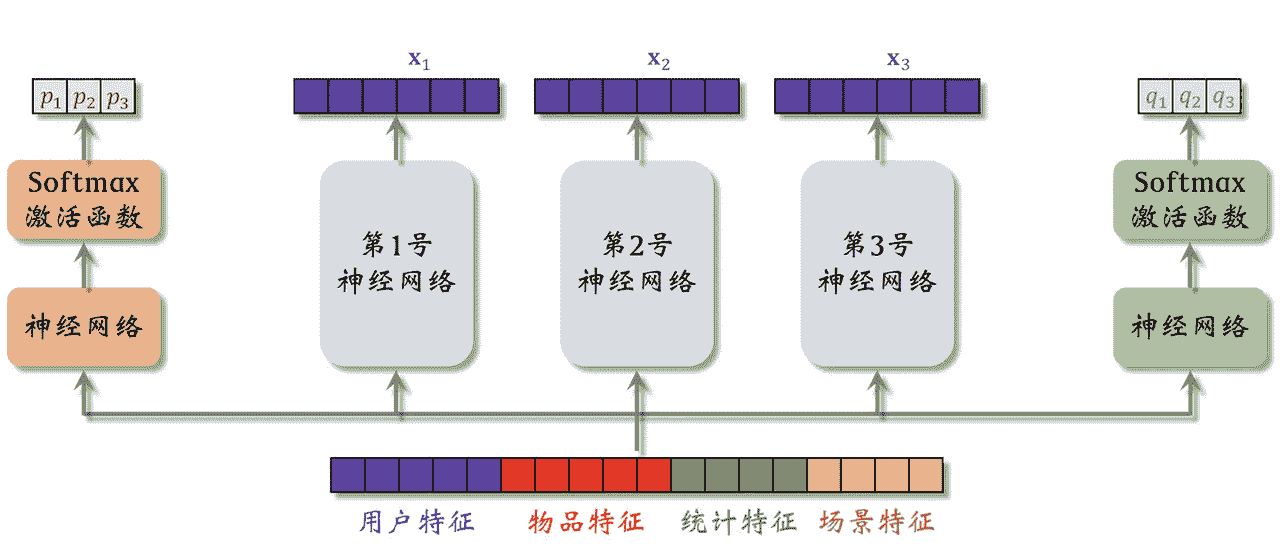 x₁ x₂ x₃
p₁ p₂ p₃
q₁ q₂ q₃
Softmax
激活函数
神经网络
第1号
神经网络
第2号
神经网络
第3号
神经网络
Softmax
激活函数
神经网络
用户特征 物品特征 统计特征 场景特征